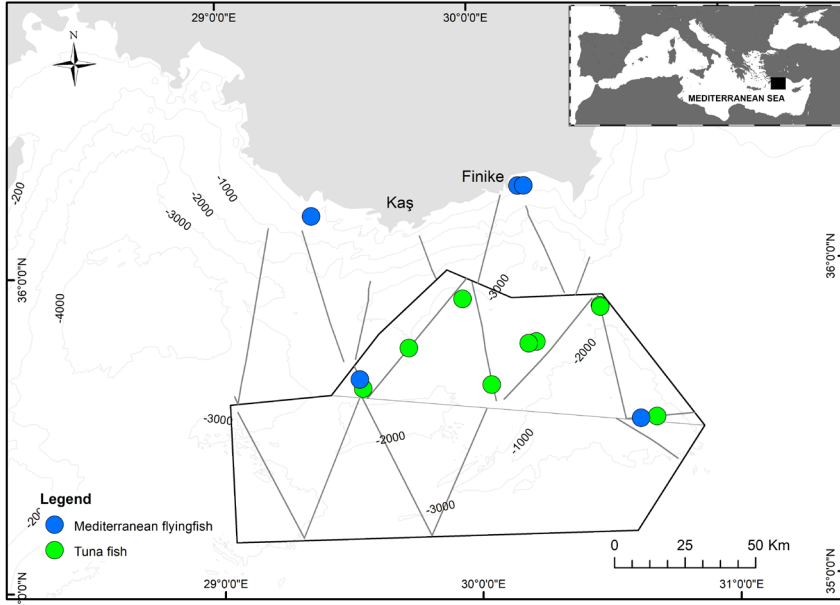 29°0'0"E
30°0'0"E
N
MEDITERRANEAN SEA
-200
-1000
-2000
-3000
-4000
Finike
Kaş
36°0'0"N
36°0'0"N
-3000
-2000
-3000
-2000
-1000
-3000
Legend
Mediterranean flyingfish
Tuna fish
0 25 50 Km
29°0'0"E
30°0'0"E
31°0'0"E
35°0'0"N